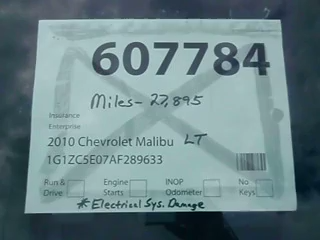 607784
Miles- 27,895
Insurance
Enterprise
2010 Chevrolet Malibu LT
1G1ZC5E07AF289633
Run & Drive Engine Starts INOP Odometer No Keys
* Electrical Sys. Damage